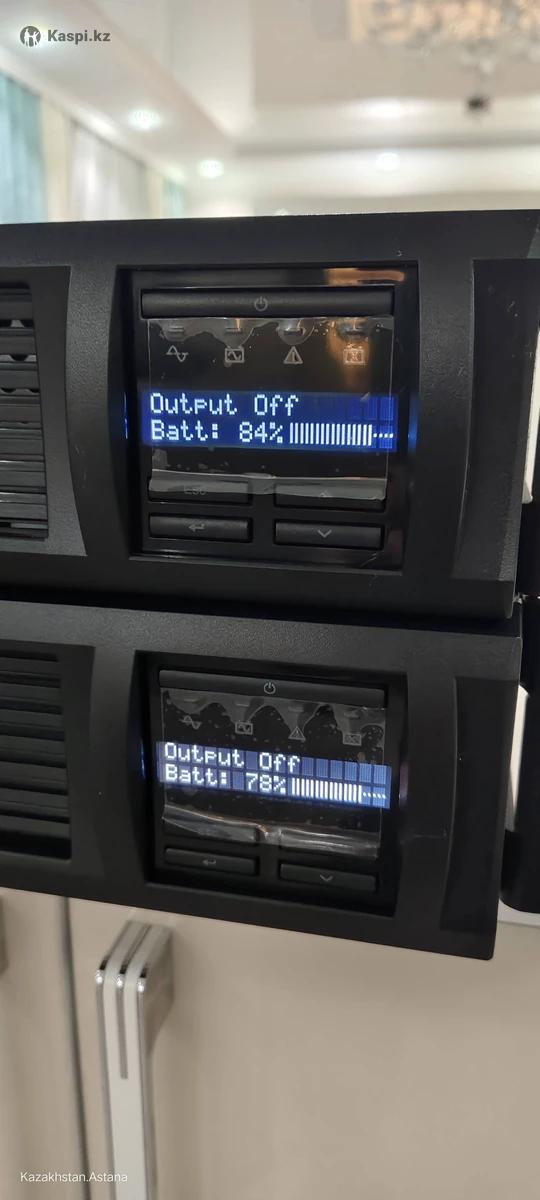 Kaspi.kz
Output Off
Batt: 84%
Esc
Output Off
Batt: 78%
Kazakhstan.Astana